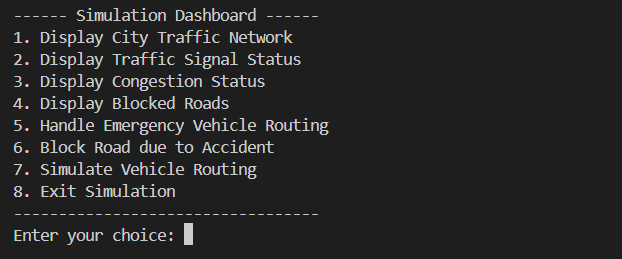 ------ Simulation Dashboard ------
1. Display City Traffic Network
2. Display Traffic Signal Status
3. Display Congestion Status
4. Display Blocked Roads
5. Handle Emergency Vehicle Routing
6. Block Road due to Accident
7. Simulate Vehicle Routing
8. Exit Simulation
----------------------------------
Enter your choice: